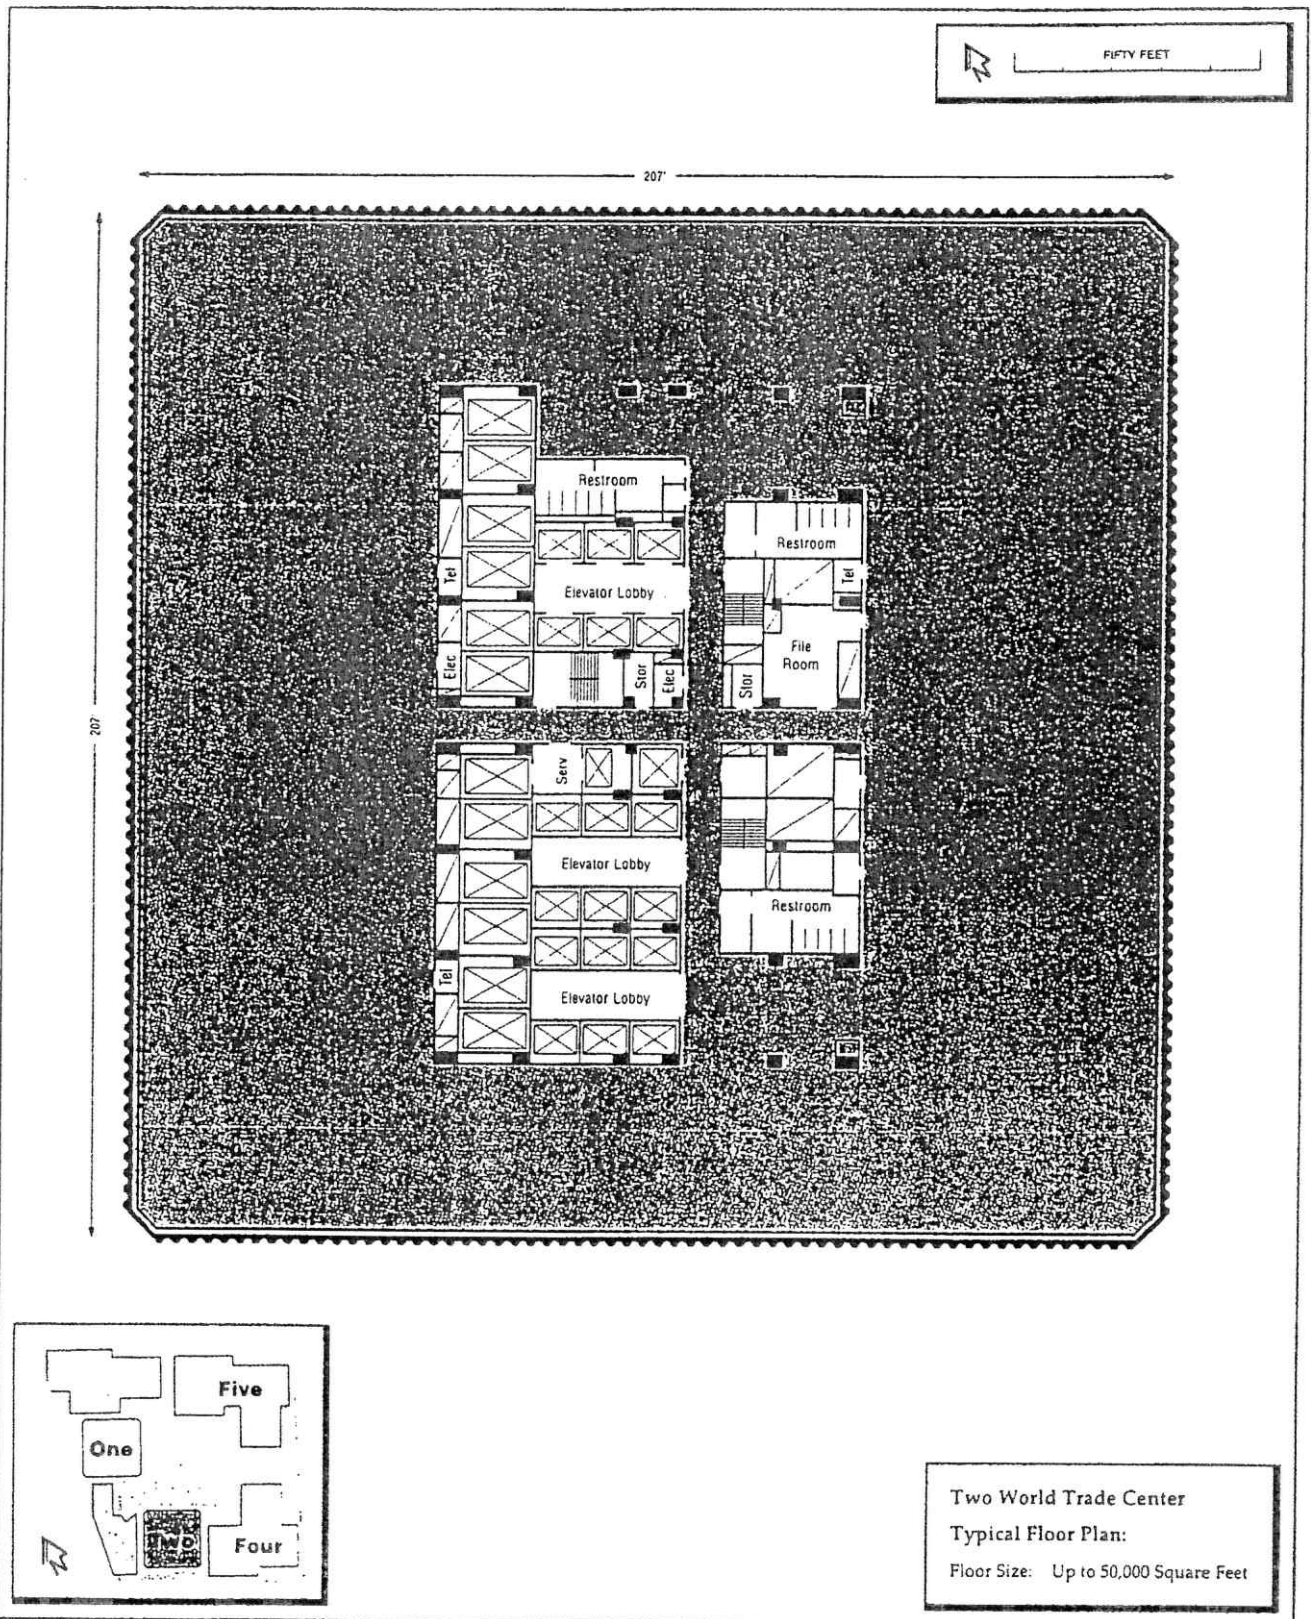 FIFTY FEET
207'
207'
Restroom
Restroom
Tel
Elevator Lobby
Tel
File
Room
Elec
Stor
Elec
Stor
Serv
Elevator Lobby
Restroom
Tel
Elevator Lobby
Five
One
Two
Four
Two World Trade Center
Typical Floor Plan:
Floor Size: Up to 50,000 Square Feet